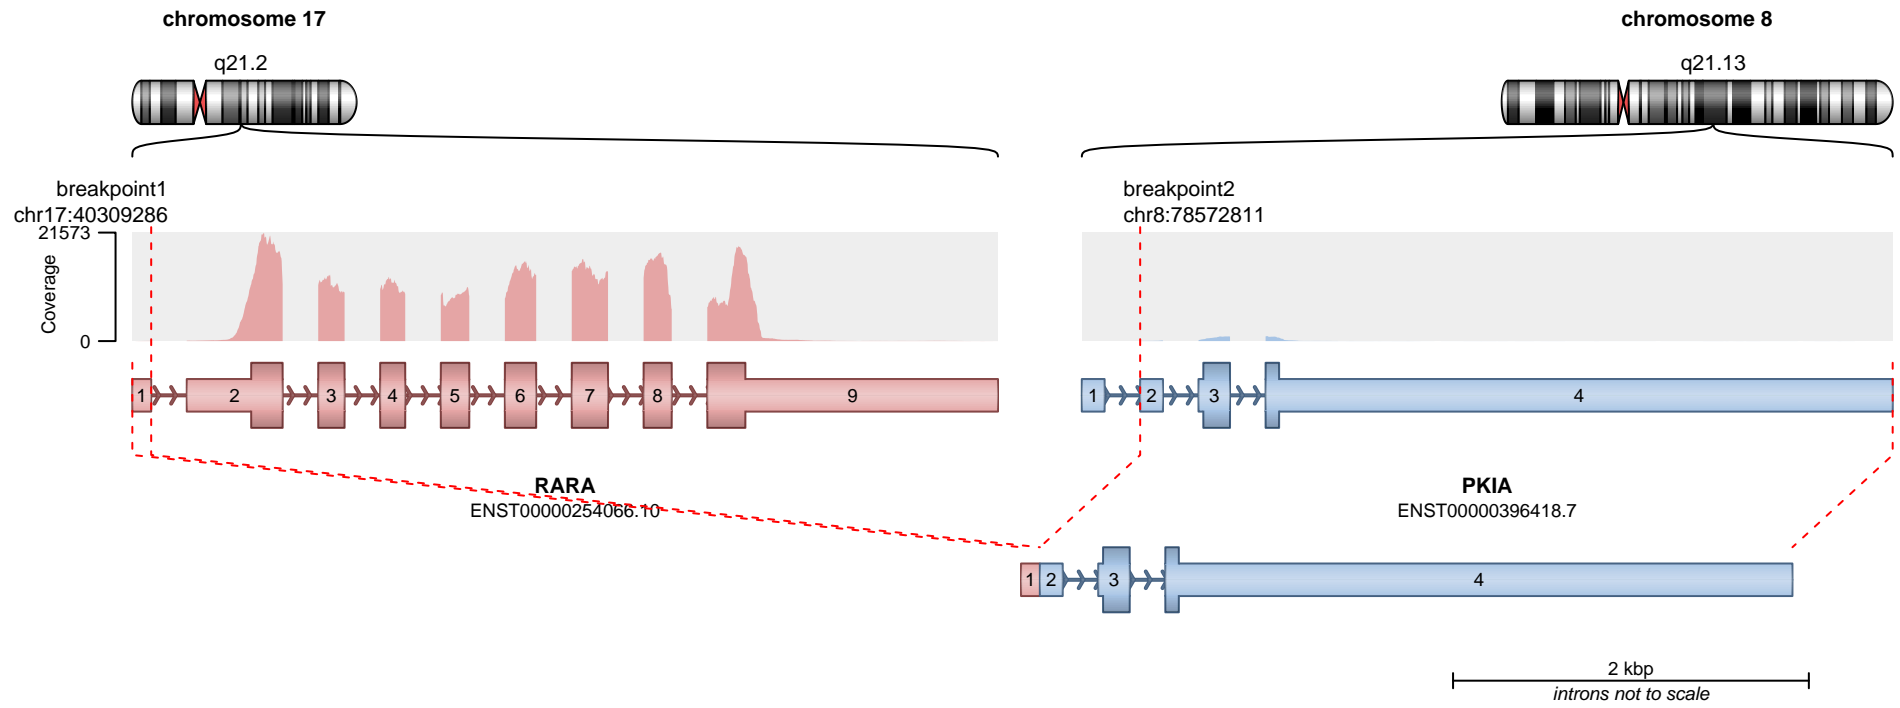 chromosome 17
chromosome 8
q21.2
q21.13
breakpoint1
chr17:40309286
breakpoint2
chr8:78572811
21573
Coverage
0
1 2 3 4 5 6 7 8 9
1 2 3 4
RARA
ENST00000254066.10
PKIA
ENST00000396418.7
1 2 3 4
2 kbp
introns not to scale